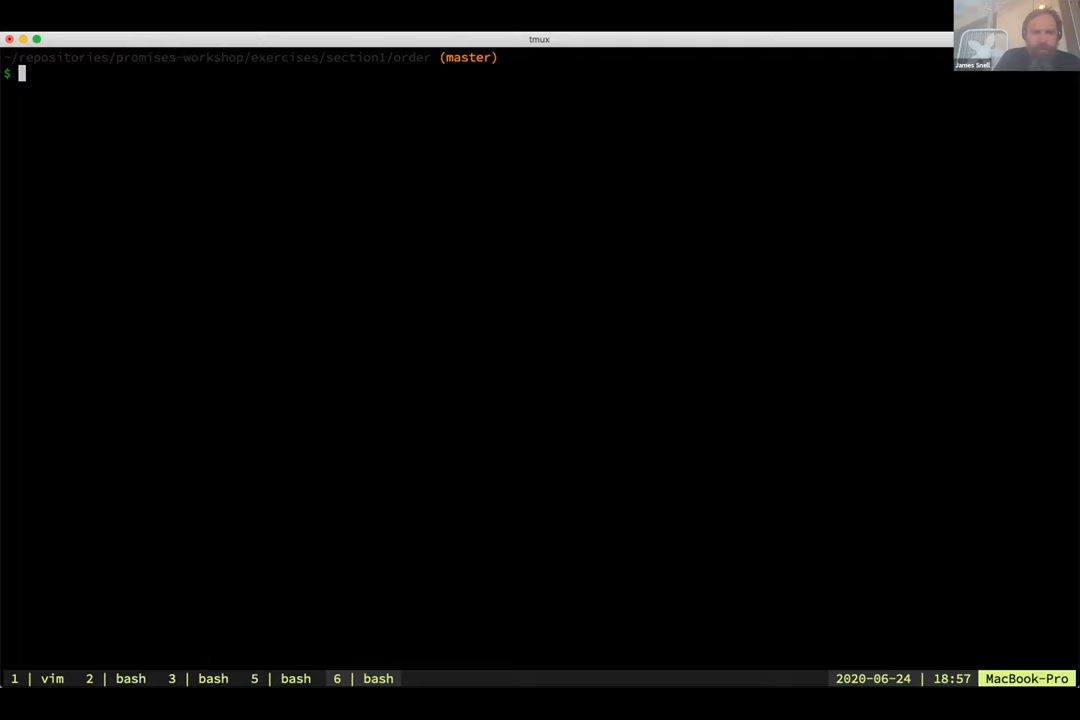 tmux
James Snell
~/repositories/promises-workshop/exercises/section1/order (master)
$
1 | vim 2 | bash 3 | bash 5 | bash 6 | bash 2020-06-24 | 18:57 MacBook-Pro